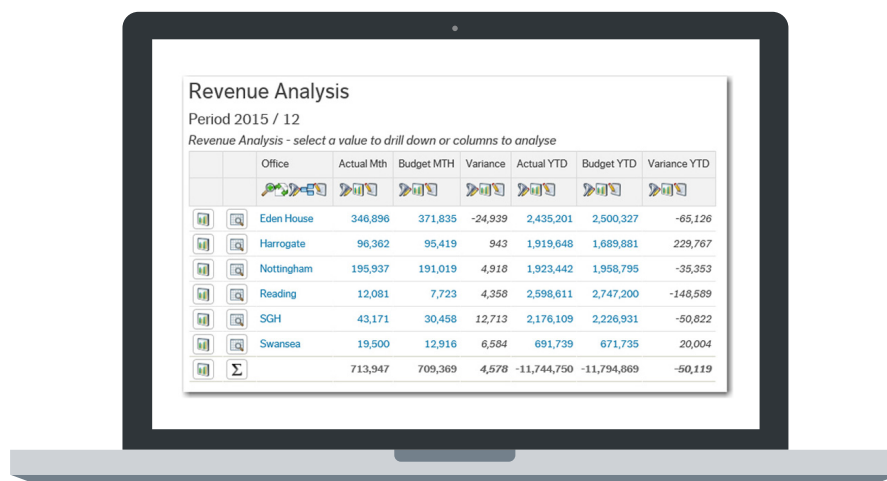 Revenue Analysis
Period 2015 / 12
Revenue Analysis - select a value to drill down or columns to analyse
Office Actual Mth Budget MTH Variance Actual YTD Budget YTD Variance YTD
Eden House 346,896 371,835 -24,939 2,435,201 2,500,327 -65,126
Harrogate 96,362 95,419 943 1,919,648 1,689,881 229,767
Nottingham 195,937 191,019 4,918 1,923,442 1,958,795 -35,353
Reading 12,081 7,723 4,358 2,598,611 2,747,200 -148,589
SGH 43,171 30,458 12,713 2,176,109 2,226,931 -50,822
Swansea 19,500 12,916 6,584 691,739 671,735 20,004
Σ 713,947 709,369 4,578 -11,744,750 -11,794,869 -50,119